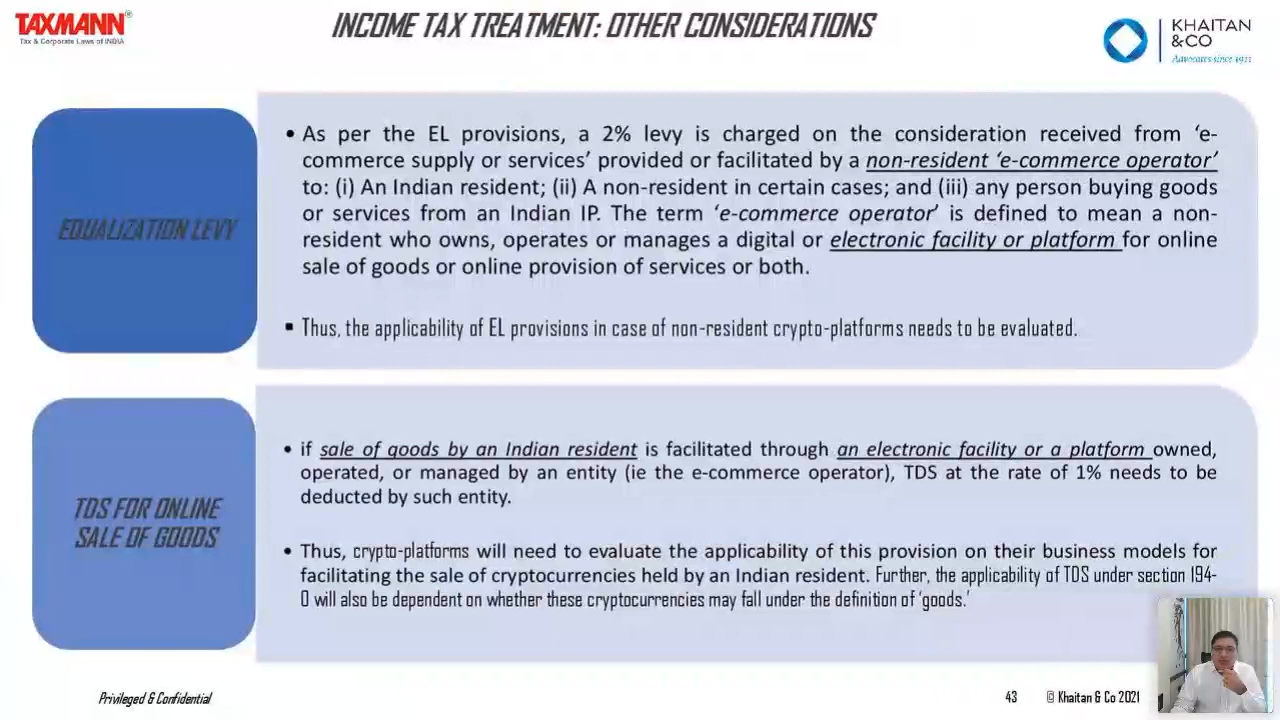 TAXMANN®
Tax & Corporate Laws of INDIA
INCOME TAX TREATMENT: OTHER CONSIDERATIONS
KHAITAN
&CO
Advocates since 1911
EQUALIZATION LEVY
• As per the EL provisions, a 2% levy is charged on the consideration received from ‘e-
commerce supply or services’ provided or facilitated by a non-resident ‘e-commerce operator’
to: (i) An Indian resident; (ii) A non-resident in certain cases; and (iii) any person buying goods
or services from an Indian IP. The term ‘e-commerce operator’ is defined to mean a non-
resident who owns, operates or manages a digital or electronic facility or platform for online
sale of goods or online provision of services or both.
▪ Thus, the applicability of EL provisions in case of non-resident crypto-platforms needs to be evaluated.
TDS FOR ONLINE
SALE OF GOODS
• if sale of goods by an Indian resident is facilitated through an electronic facility or a platform owned,
operated, or managed by an entity (ie the e-commerce operator), TDS at the rate of 1% needs to be
deducted by such entity.
• Thus, crypto-platforms will need to evaluate the applicability of this provision on their business models for
facilitating the sale of cryptocurrencies held by an Indian resident. Further, the applicability of TDS under section 194-
O will also be dependent on whether these cryptocurrencies may fall under the definition of ‘goods.’
Privileged & Confidential
43
© Khaitan & Co 2021